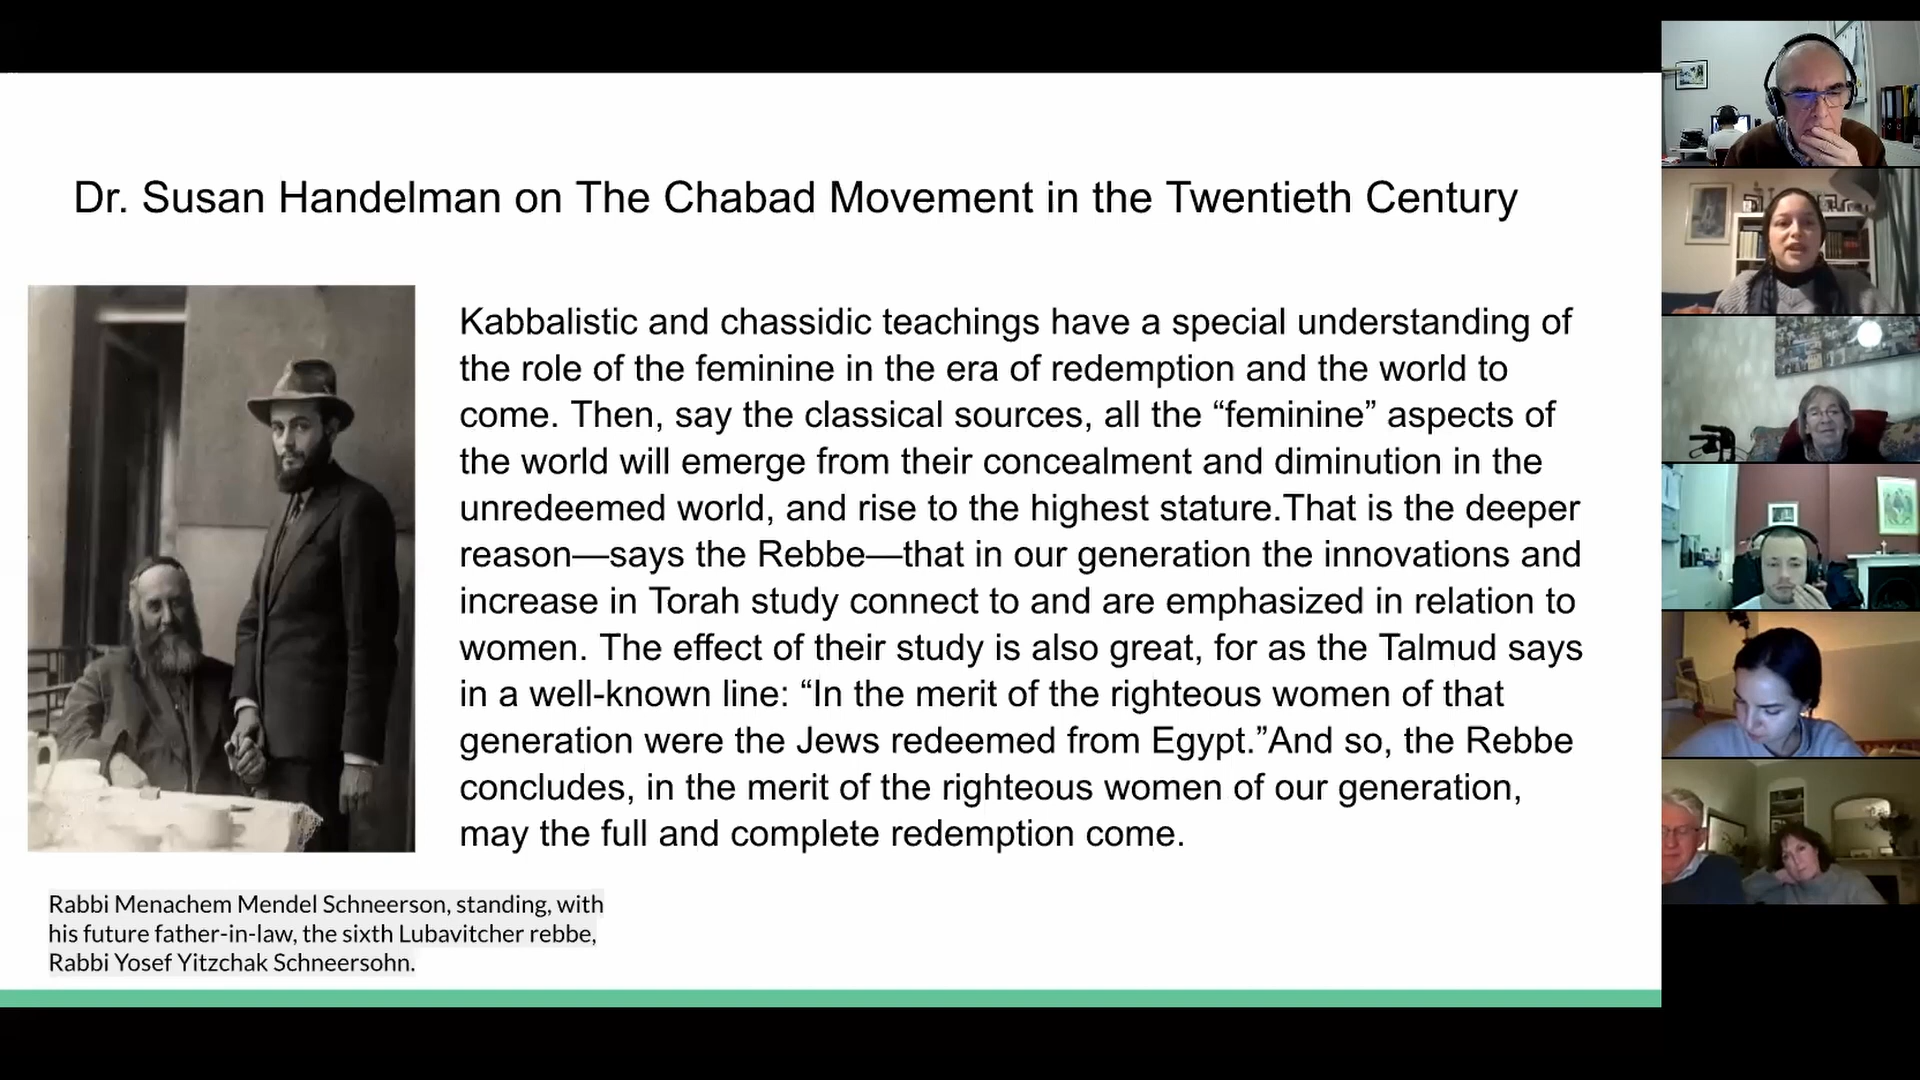 Dr. Susan Handelman on The Chabad Movement in the Twentieth Century
Kabbalistic and chassidic teachings have a special understanding of
the role of the feminine in the era of redemption and the world to
come. Then, say the classical sources, all the “feminine” aspects of
the world will emerge from their concealment and diminution in the
unredeemed world, and rise to the highest stature.That is the deeper
reason—says the Rebbe—that in our generation the innovations and
increase in Torah study connect to and are emphasized in relation to
women. The effect of their study is also great, for as the Talmud says
in a well-known line: “In the merit of the righteous women of that
generation were the Jews redeemed from Egypt.”And so, the Rebbe
concludes, in the merit of the righteous women of our generation,
may the full and complete redemption come.
Rabbi Menachem Mendel Schneerson, standing, with
his future father-in-law, the sixth Lubavitcher rebbe,
Rabbi Yosef Yitzchak Schneersohn.